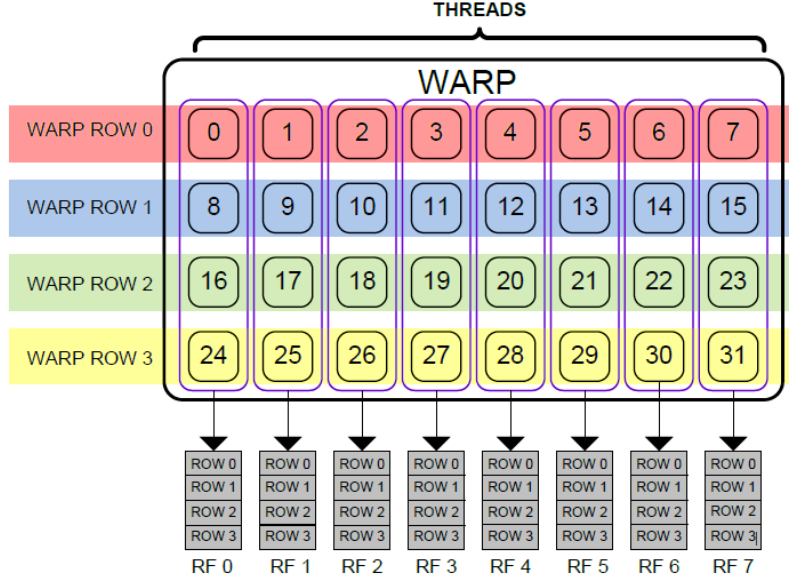 THREADS
WARP
WARP ROW 0 0 1 2 3 4 5 6 7
WARP ROW 1 8 9 10 11 12 13 14 15
WARP ROW 2 16 17 18 19 20 21 22 23
WARP ROW 3 24 25 26 27 28 29 30 31
ROW 0 ROW 0 ROW 0 ROW 0 ROW 0 ROW 0 ROW 0 ROW 0
ROW 1 ROW 1 ROW 1 ROW 1 ROW 1 ROW 1 ROW 1 ROW 1
ROW 2 ROW 2 ROW 2 ROW 2 ROW 2 ROW 2 ROW 2 ROW 2
ROW 3 ROW 3 ROW 3 ROW 3 ROW 3 ROW 3 ROW 3 ROW 3
RF 0 RF 1 RF 2 RF 3 RF 4 RF 5 RF 6 RF 7